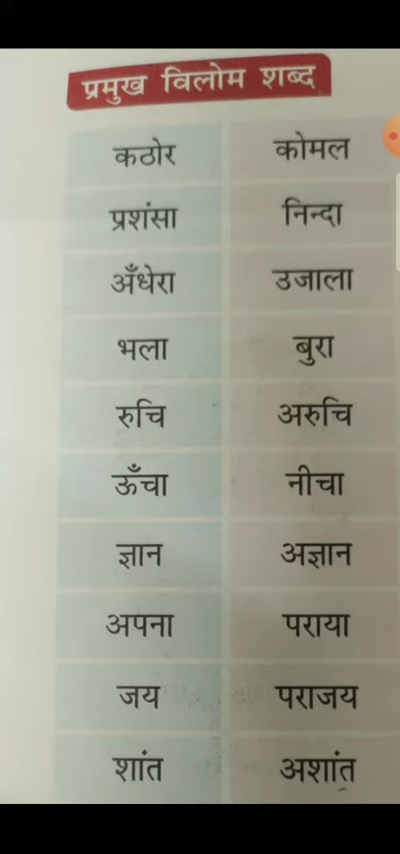 प्रमुख विलोम शब्द
कठोर कोमल
प्रशंसा निन्दा
अँधेरा उजाला
भला बुरा
रुचि अरुचि
ऊँचा नीचा
ज्ञान अज्ञान
अपना पराया
जय पराजय
शांत अशांत